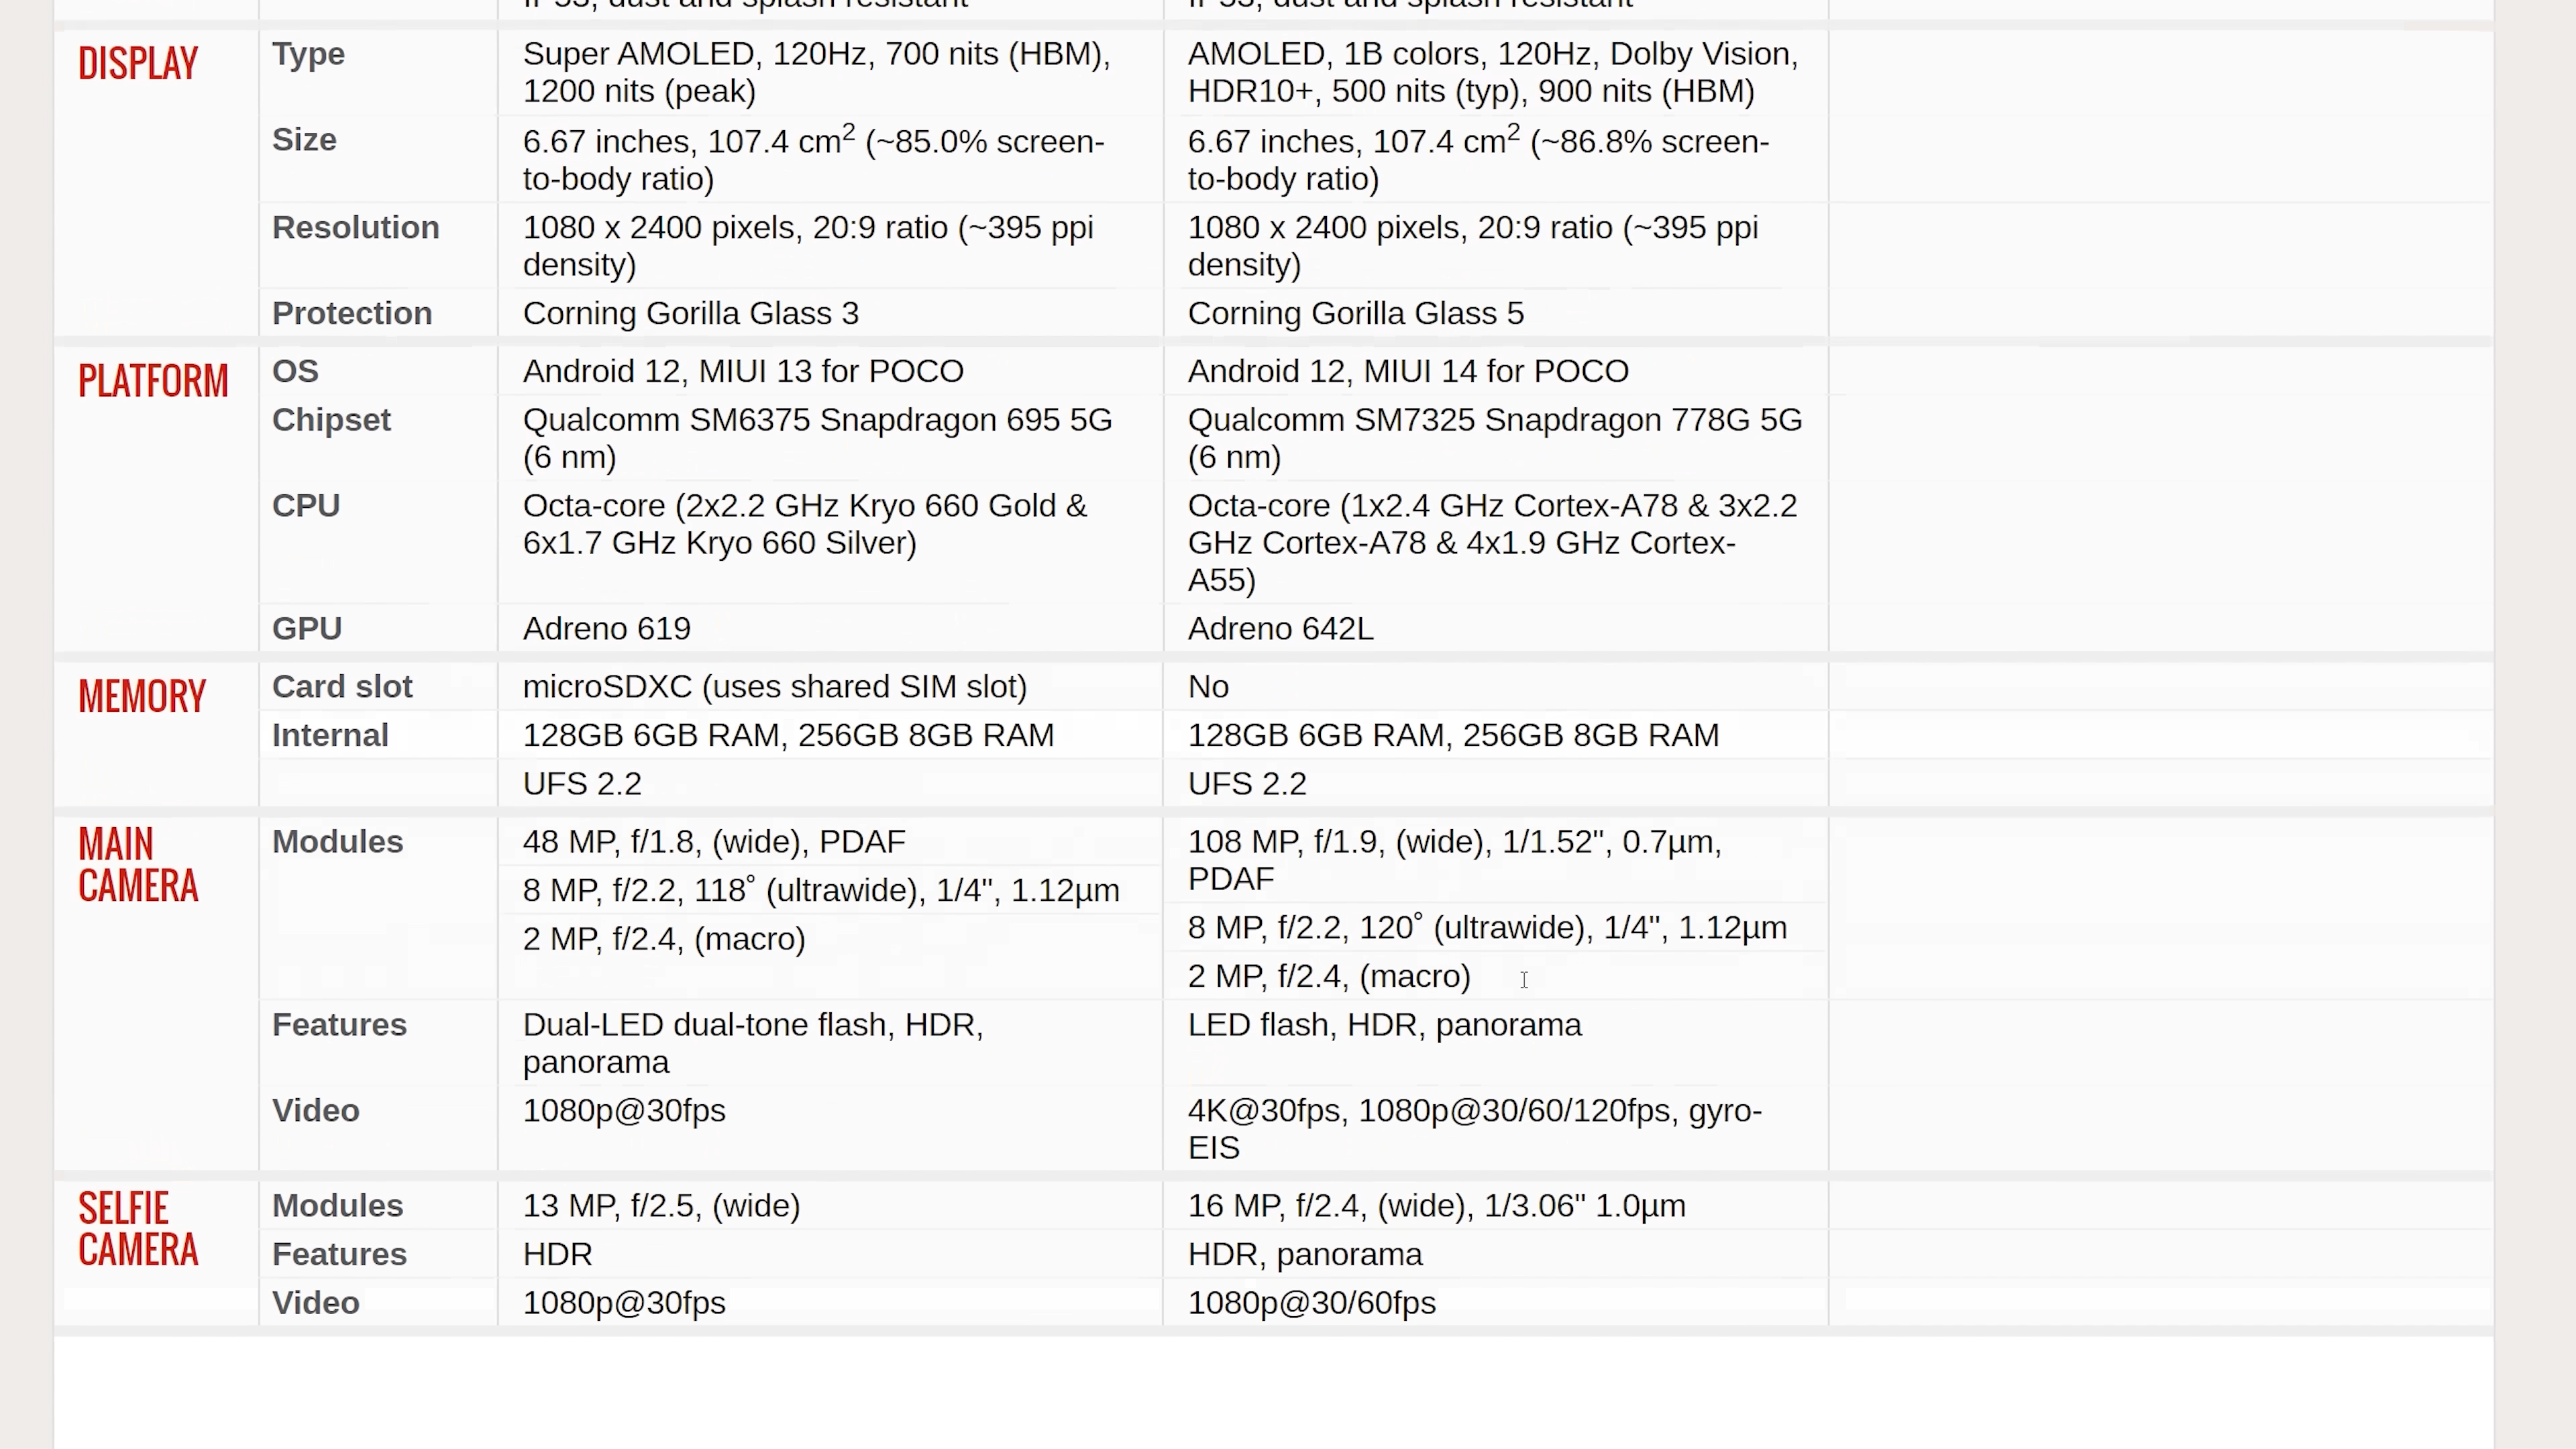 IP53, dust and splash resistant IP53, dust and splash resistant
DISPLAY Type Super AMOLED, 120Hz, 700 nits (HBM), AMOLED, 1B colors, 120Hz, Dolby Vision,
1200 nits (peak) HDR10+, 500 nits (typ), 900 nits (HBM)
Size 6.67 inches, 107.4 cm² (~85.0% screen- 6.67 inches, 107.4 cm² (~86.8% screen-
to-body ratio) to-body ratio)
Resolution 1080 x 2400 pixels, 20:9 ratio (~395 ppi 1080 x 2400 pixels, 20:9 ratio (~395 ppi
density) density)
Protection Corning Gorilla Glass 3 Corning Gorilla Glass 5
PLATFORM OS Android 12, MIUI 13 for POCO Android 12, MIUI 14 for POCO
Chipset Qualcomm SM6375 Snapdragon 695 5G Qualcomm SM7325 Snapdragon 778G 5G
(6 nm) (6 nm)
CPU Octa-core (2x2.2 GHz Kryo 660 Gold & Octa-core (1x2.4 GHz Cortex-A78 & 3x2.2
6x1.7 GHz Kryo 660 Silver) GHz Cortex-A78 & 4x1.9 GHz Cortex-
A55)
GPU Adreno 619 Adreno 642L
MEMORY Card slot microSDXC (uses shared SIM slot) No
Internal 128GB 6GB RAM, 256GB 8GB RAM 128GB 6GB RAM, 256GB 8GB RAM
UFS 2.2 UFS 2.2
MAIN Modules 48 MP, f/1.8, (wide), PDAF 108 MP, f/1.9, (wide), 1/1.52", 0.7µm,
CAMERA 8 MP, f/2.2, 118˚ (ultrawide), 1/4", 1.12µm PDAF
2 MP, f/2.4, (macro) 8 MP, f/2.2, 120˚ (ultrawide), 1/4", 1.12µm
2 MP, f/2.4, (macro)
Features Dual-LED dual-tone flash, HDR, LED flash, HDR, panorama
panorama
Video 1080p@30fps 4K@30fps, 1080p@30/60/120fps, gyro-
EIS
SELFIE Modules 13 MP, f/2.5, (wide) 16 MP, f/2.4, (wide), 1/3.06" 1.0µm
CAMERA Features HDR HDR, panorama
Video 1080p@30fps 1080p@30/60fps